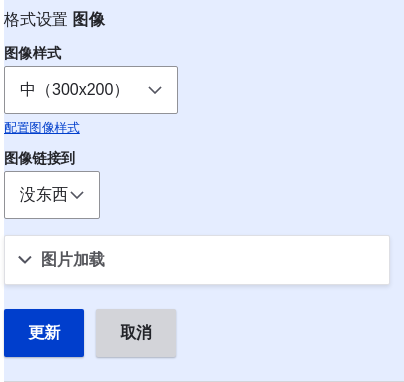 格式设置 图像
图像样式
中（300x200）
配置图像样式
图像链接到
没东西
图片加载
更新 取消